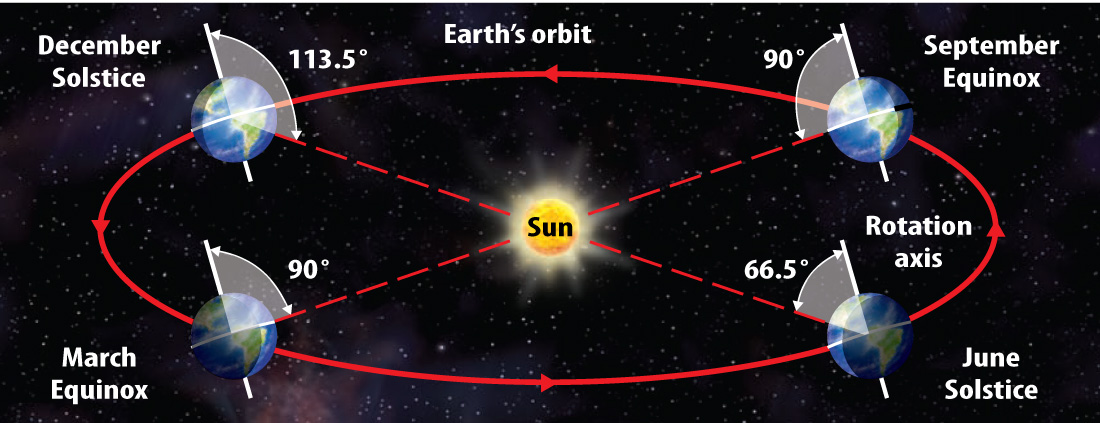 December
Solstice
113.5°
Earth's orbit
90°
September
Equinox
Sun
Rotation
axis
90°
66.5°
March
Equinox
June
Solstice